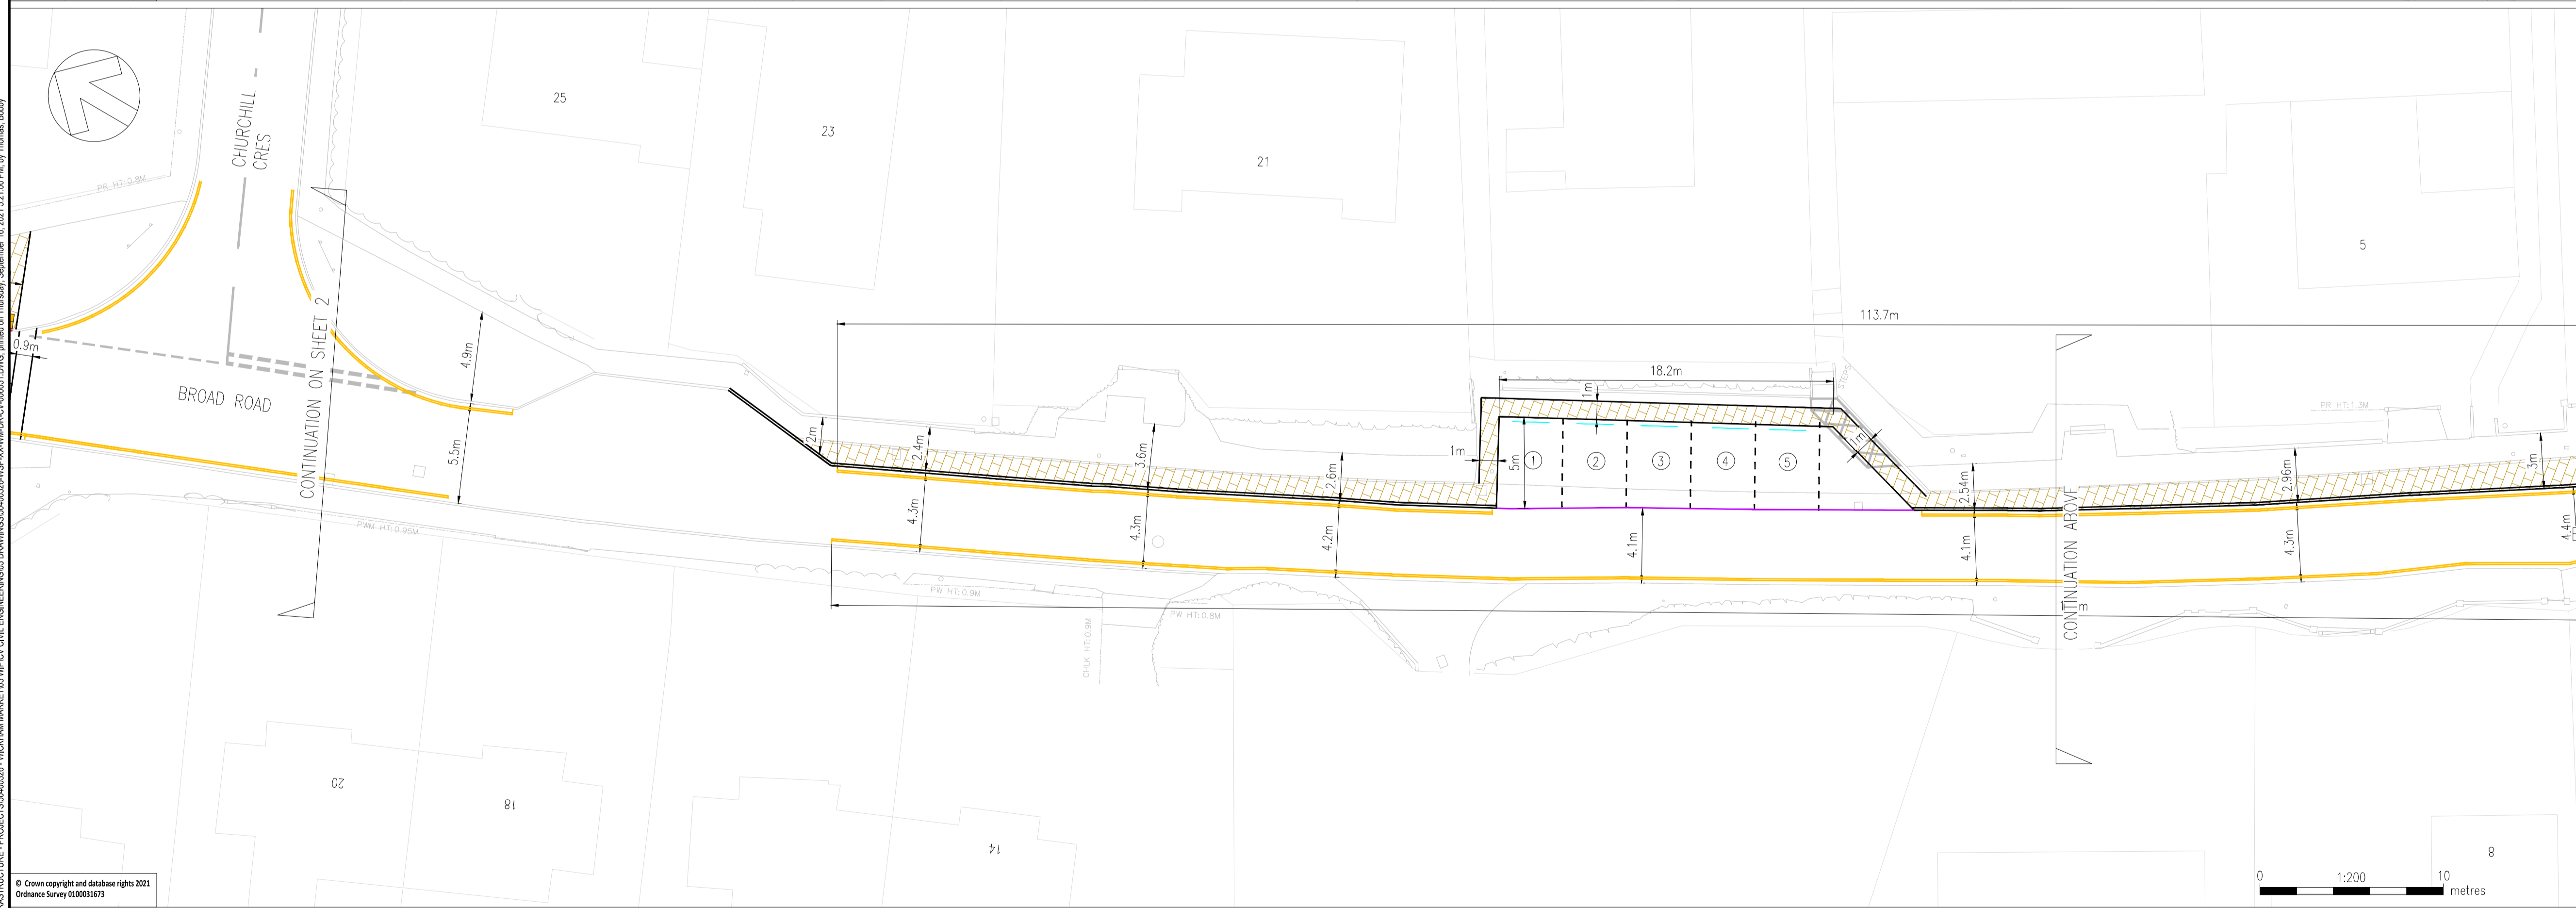 CHURCHILL
CRES
PR HT:0.8M
25
23
21
5
CONTINUATION ON SHEET 2
0.9m
BROAD ROAD
4.9m
5.5m
113.7m
18.2m
1m
STEPS
1m
1m
5m
1
2
3
4
5
2m
2.4m
3.6m
2.6m
4.3m
4.3m
4.2m
4.1m
2.54m
4.1m
CONTINUATION ABOVE
PR HT:1.3M
2.96m
4.3m
3m
4.4m
PWM HT:0.95M
PW HT:0.9M
PW HT:0.8M
CHLK HT:0.9M
20
18
14
8
0 1:200 10
metres
© Crown copyright and database rights 2021
Ordnance Survey 0100031673